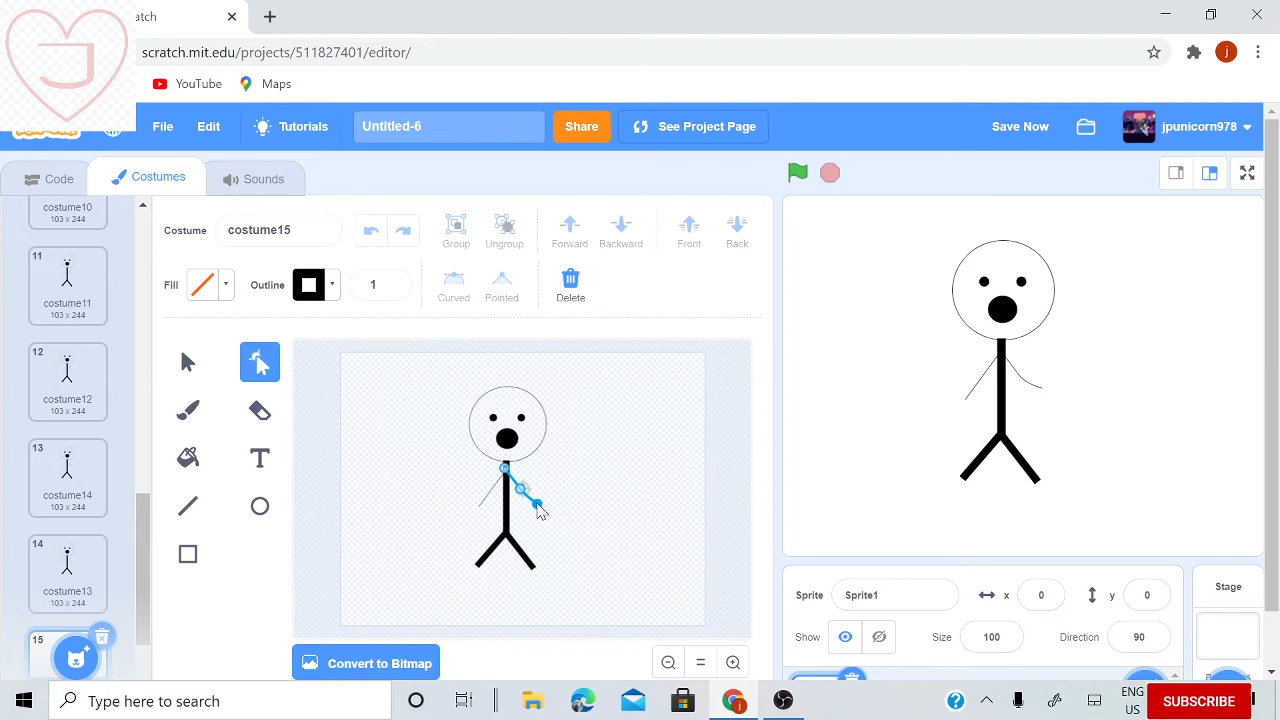 atch
scratch.mit.edu/projects/511827401/editor/
YouTube
Maps
File
Edit
Tutorials
Untitled-6
Share
See Project Page
Save Now
jpunicorn978
Code
Costumes
Sounds
costume10
103 x 244
11
costume11
103 x 244
12
costume12
103 x 244
13
costume14
103 x 244
14
costume13
103 x 244
15
Costume
costume15
Group
Ungroup
Forward
Backward
Front
Back
Fill
Outline
1
Curved
Pointed
Delete
T
Convert to Bitmap
Sprite
Sprite1
x
0
y
0
Show
Size
100
Direction
90
Stage
Type here to search
ENG
US
SUBSCRIBE
J